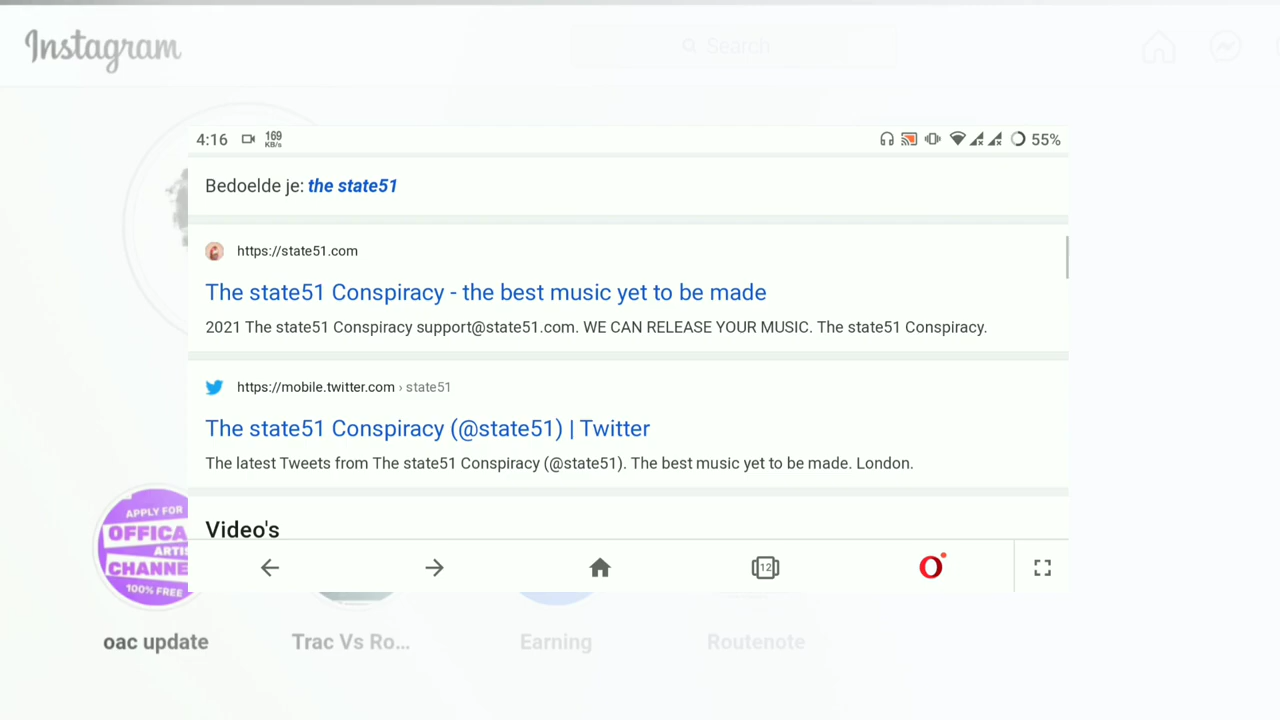 Instagram
Search
4:16
169
KB/s
55%
Bedoelde je: the state51
https://state51.com
The state51 Conspiracy - the best music yet to be made
2021 The state51 Conspiracy support@state51.com. WE CAN RELEASE YOUR MUSIC. The state51 Conspiracy.
https://mobile.twitter.com › state51
The state51 Conspiracy (@state51) | Twitter
The latest Tweets from The state51 Conspiracy (@state51). The best music yet to be made. London.
Video's
12
APPLY FOR
OFFICA
ARTIS
CHANNE
100% FREE
oac update
Trac Vs Ro...
Earning
Routenote